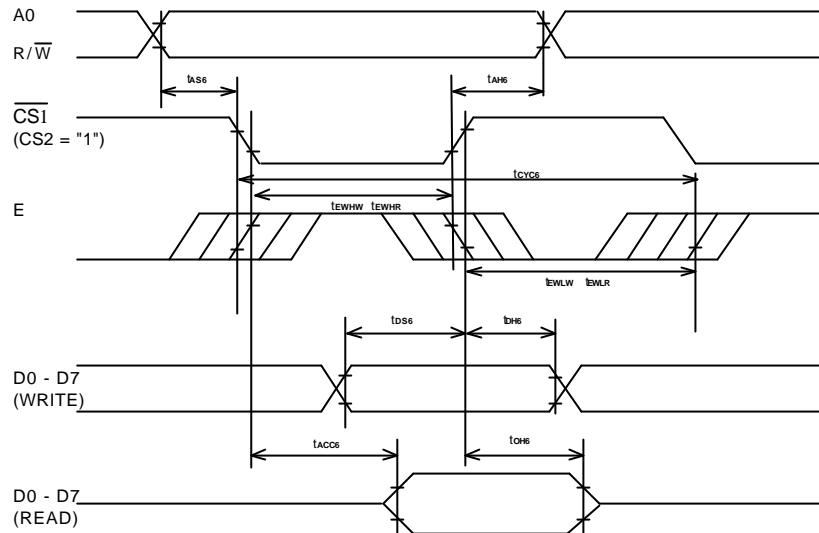 A0
R/W̅
tAS6 tAH6
C̅S̅1̅
(CS2 = "1")
tCYC6
E
tEWHW tEWHR
tEWLW tEWLR
tDS6 tDH6
D0 - D7
(WRITE)
tACC6 tOH6
D0 - D7
(READ)